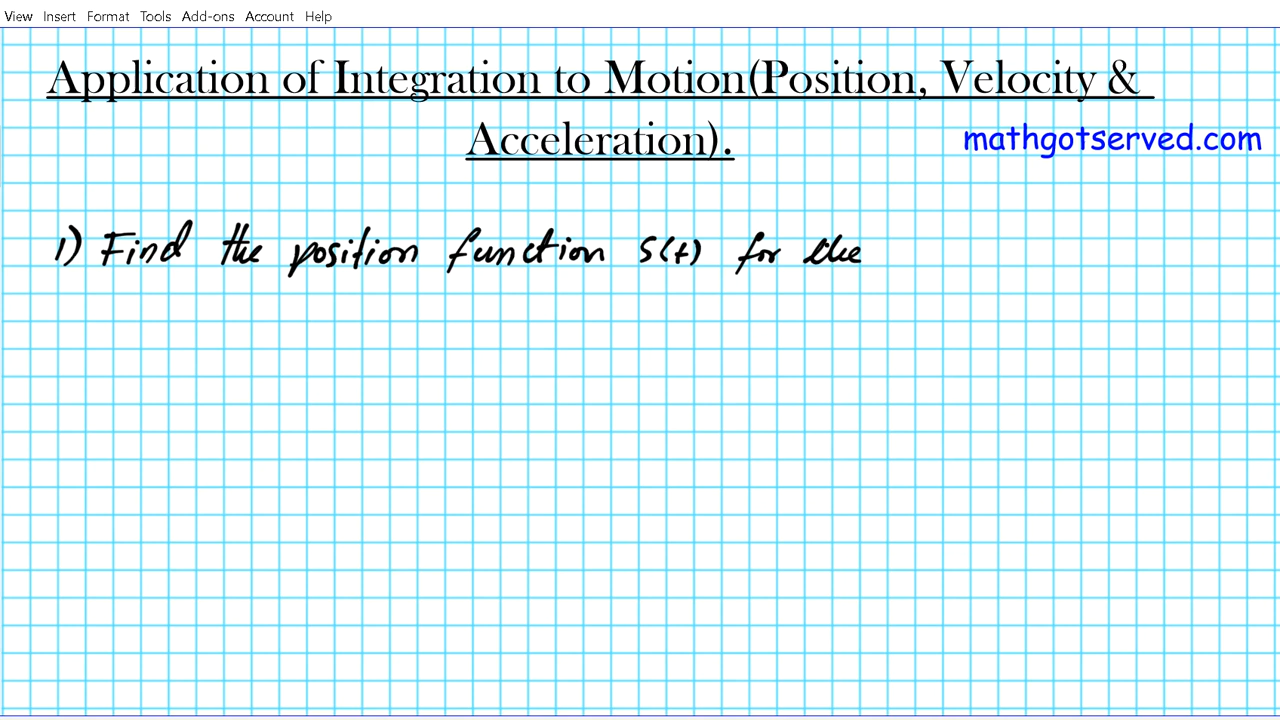 View Insert Format Tools Add-ons Account Help
Application of Integration to Motion(Position, Velocity &
Acceleration).
mathgotserved.com
1) Find the position function S(t) for the